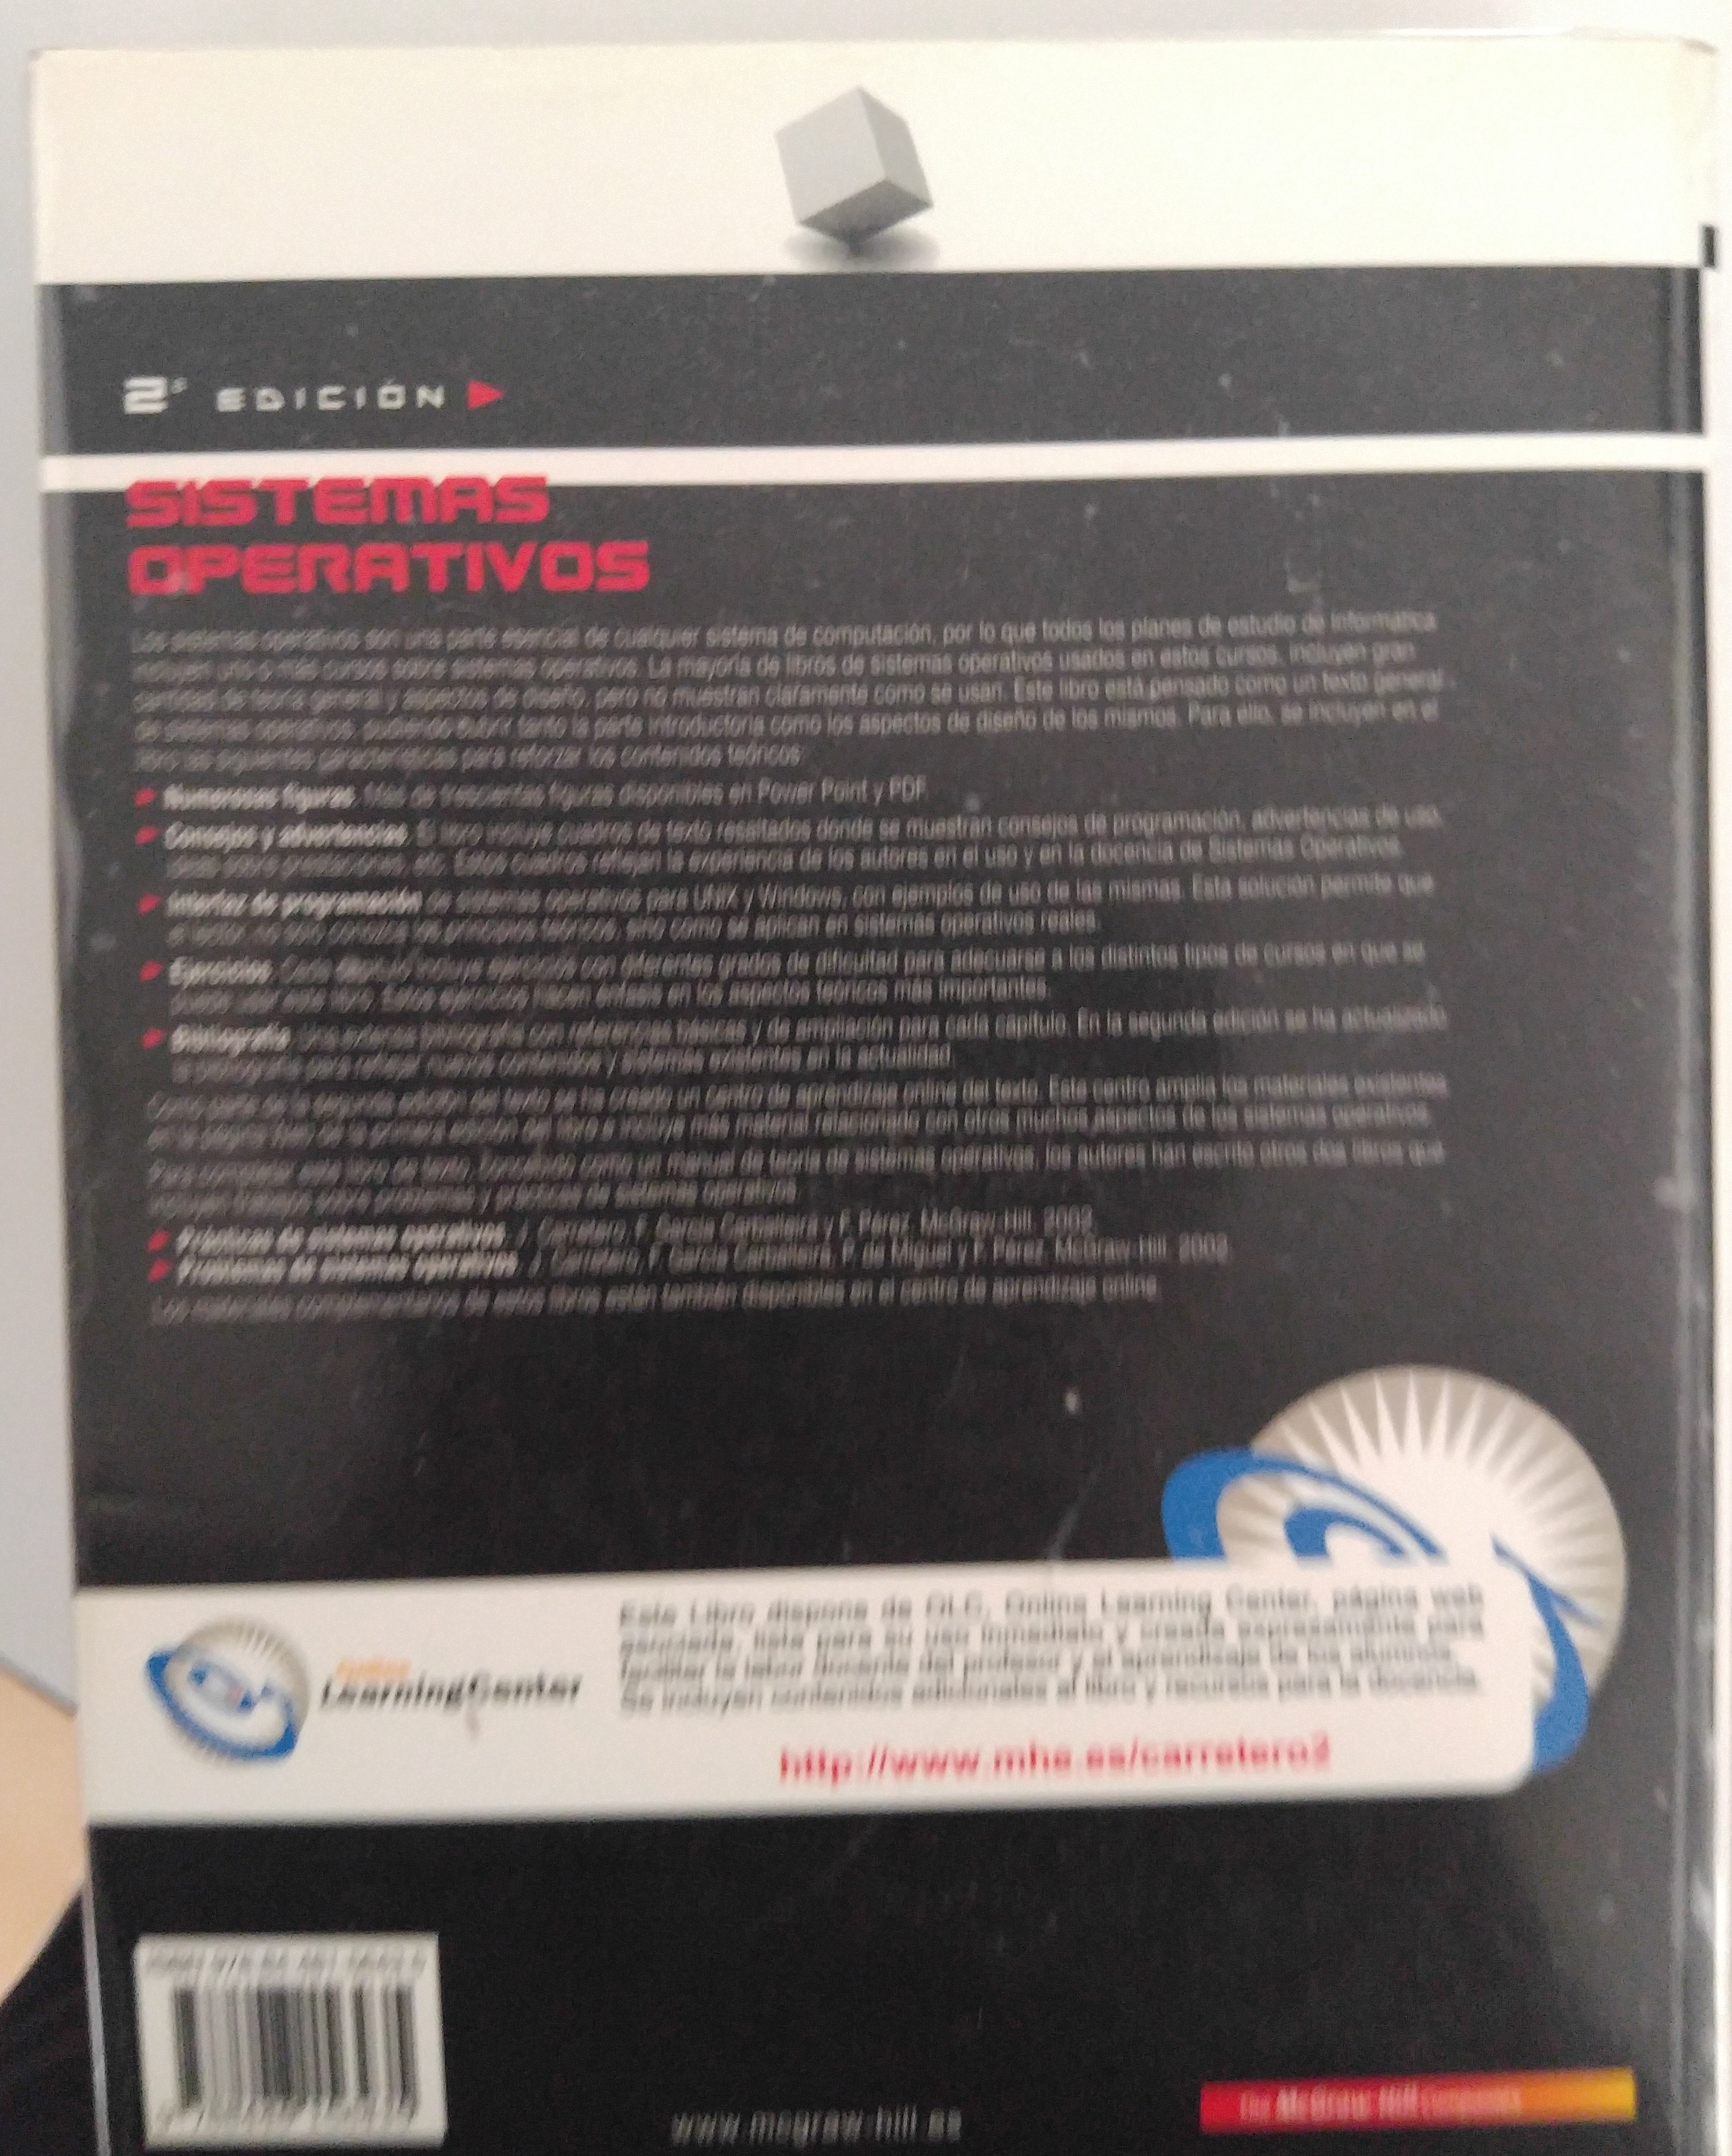 2ª EDICIÓN
SISTEMAS
OPERATIVOS
Los sistemas operativos son una parte esencial de cualquier sistema de computación, por lo que todos los planes de estudio de Informática
incluyen uno o más cursos sobre sistemas operativos. La mayoría de libros de sistemas operativos usados en estos cursos, incluyen gran
cantidad de teoría general y aspectos de diseño, pero no muestran claramente como se usan. Este libro está pensado como un texto general
de sistemas operativos, pudiendo cubrir tanto la parte introductoria como los aspectos de diseño de los mismos. Para ello, se incluyen en el
libro las siguientes características para reforzar los contenidos teóricos:
Numerosas figuras. Más de trescientas figuras disponibles en Power Point y PDF.
Consejos y advertencias. El libro incluye cuadros de texto resaltados donde se muestran consejos de programación, advertencias de uso,
ideas sobre prestaciones, etc. Estos cuadros reflejan la experiencia de los autores en el uso y en la docencia de Sistemas Operativos.
Interfaz de programación de sistemas operativos para UNIX y Windows, con ejemplos de uso de las mismas. Esta solución permite que
el lector, no solo conozca los principios teóricos, sino como se aplican en sistemas operativos reales.
Ejercicios. Cada capítulo incluye ejercicios con diferentes grados de dificultad para adecuarse a los distintos tipos de cursos en que se
puede usar este libro. Estos ejercicios hacen énfasis en los aspectos teóricos más importantes.
Bibliografía. Una extensa bibliografía con referencias básicas y de ampliación para cada capítulo. En la segunda edición se ha actualizado
la bibliografía para reflejar nuevos contenidos y sistemas existentes en la actualidad.
Como parte de la segunda edición del texto se ha creado un centro de aprendizaje online del texto. Este centro amplía los materiales existentes
en la página Web de la primera edición del libro e incluye más material relacionado con otros muchos aspectos de los sistemas operativos.
Para completar este libro de texto, concebido como un manual de teoría de sistemas operativos, los autores han escrito otros dos libros que
incluyen trabajo sobre problemas y prácticas de sistemas operativos:
Prácticas de sistemas operativos. J. Carretero, F. García Carballeira y F. Pérez. McGraw-Hill. 2002.
Problemas de sistemas operativos. J. Carretero, F. García Carballeira, P. de Miguel y F. Pérez. McGraw-Hill. 2002.
Los materiales complementarios de estos libros están también disponibles en el centro de aprendizaje online.
Este Libro dispone de OLC, Online Learning Center, página web
asociada, lista para su uso inmediato y creada expresamente para
facilitar la labor docente del profesor y el aprendizaje de los alumnos.
Se incluyen contenidos adicionales al libro y recursos para la docencia.
Online
LearningCenter
http://www.mhe.es/carretero2
www.mcgraw-hill.es
The McGraw-Hill Companies